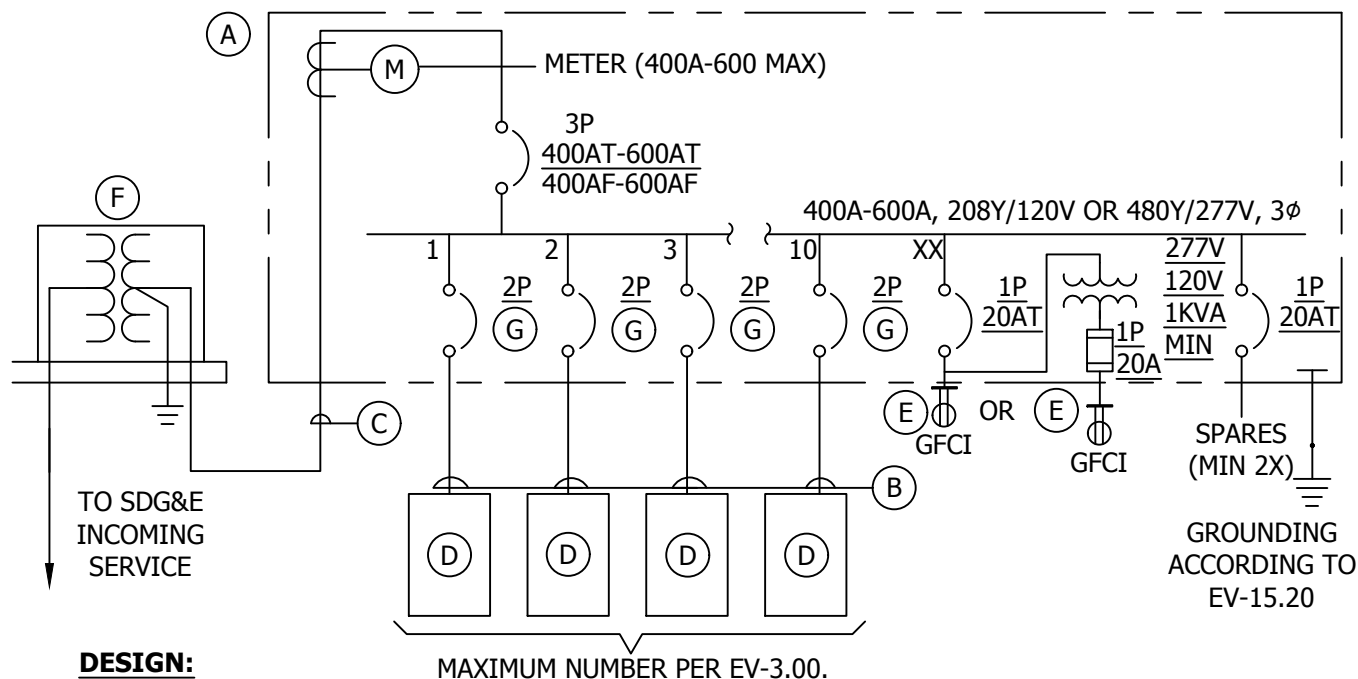 A
M
METER (400A-600 MAX)
3P
400AT-600AT
400AF-600AF
F
400A-600A, 208Y/120V OR 480Y/277V, 3ϕ
1
2
3
10
XX
2P
G
2P
G
2P
G
2P
G
1P
20AT
277V
120V
1KVA
MIN
1P
20A
1P
20AT
C
E
OR
E
GFCI
GFCI
SPARES
(MIN 2X)
B
TO SDG&E
INCOMING
SERVICE
D
D
D
D
GROUNDING
ACCORDING TO
EV-15.20
DESIGN:
MAXIMUM NUMBER PER EV-3.00.